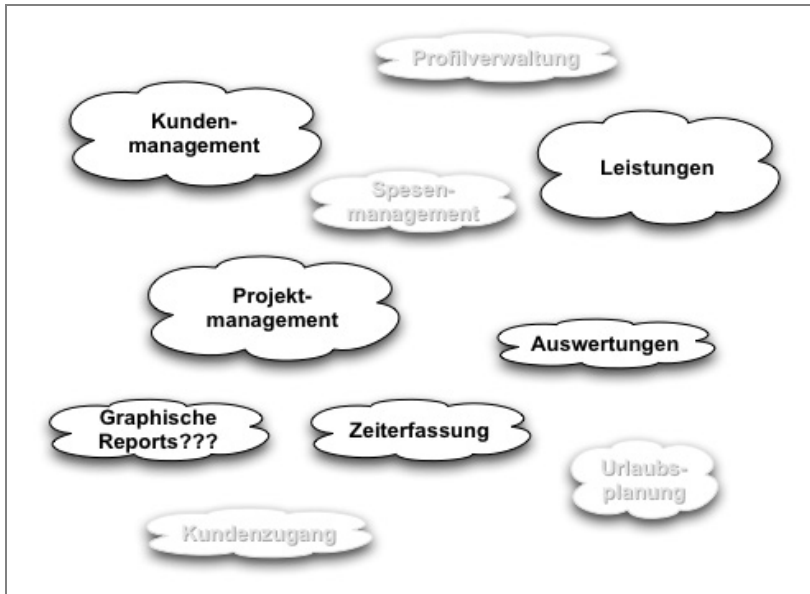 Profilverwaltung
Kunden-
management
Leistungen
Spesen-
management
Projekt-
management
Auswertungen
Graphische
Reports???
Zeiterfassung
Urlaubs-
planung
Kundenzugang